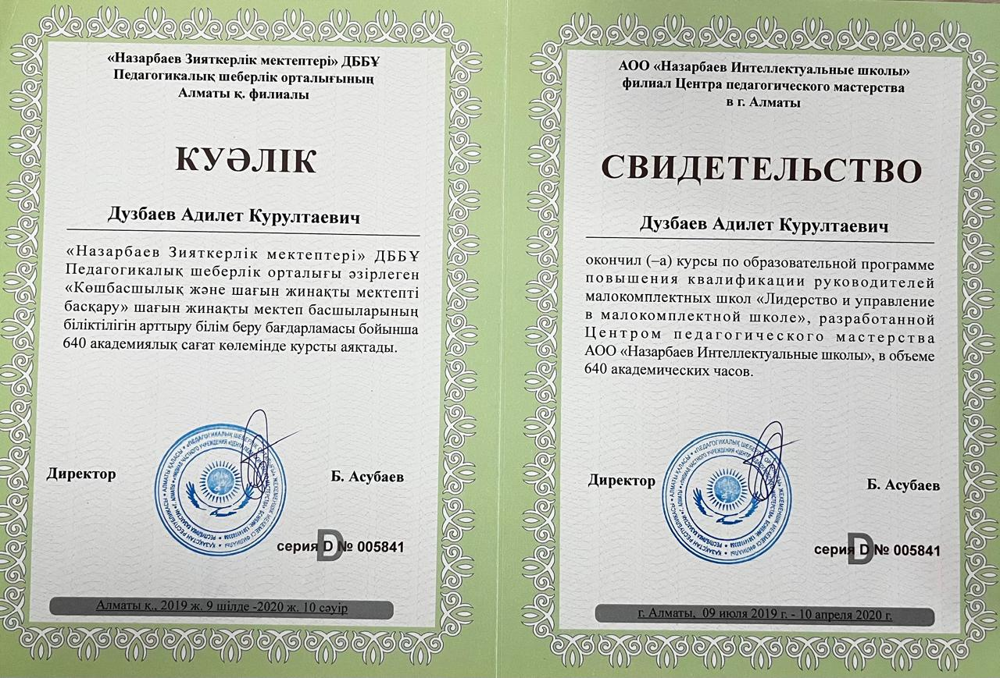 «Назарбаев Зияткерлік мектептері» ДББҰ
Педагогикалық шеберлік орталығының
Алматы қ. филиалы
КУӘЛІК
Дузбаев Адилет Курултаевич
«Назарбаев Зияткерлік мектептері» ДББҰ
Педагогикалық шеберлік орталығы әзірлеген
«Көшбасшылық және шағын жинақты мектепті
басқару» шағын жинақты мектеп басшыларының
біліктілігін арттыру білім беру бағдарламасы бойынша
640 академиялық сағат көлемінде курсты аяқтады.
Директор
Б. Асубаев
серия D № 005841
Алматы қ., 2019 ж. 9 шілде -2020 ж. 10 сәуір
АОО «Назарбаев Интеллектуальные школы»
филиал Центра педагогического мастерства
в г. Алматы
СВИДЕТЕЛЬСТВО
Дузбаев Адилет Курултаевич
окончил (–а) курсы по образовательной программе
повышения квалификации руководителей
малокомплектных школ «Лидерство и управление
в малокомплектной школе», разработанной
Центром педагогического мастерства
АОО «Назарбаев Интеллектуальные школы», в объеме
640 академических часов.
Директор
Б. Асубаев
серия D № 005841
г. Алматы, 09 июля 2019 г. - 10 апреля 2020 г.